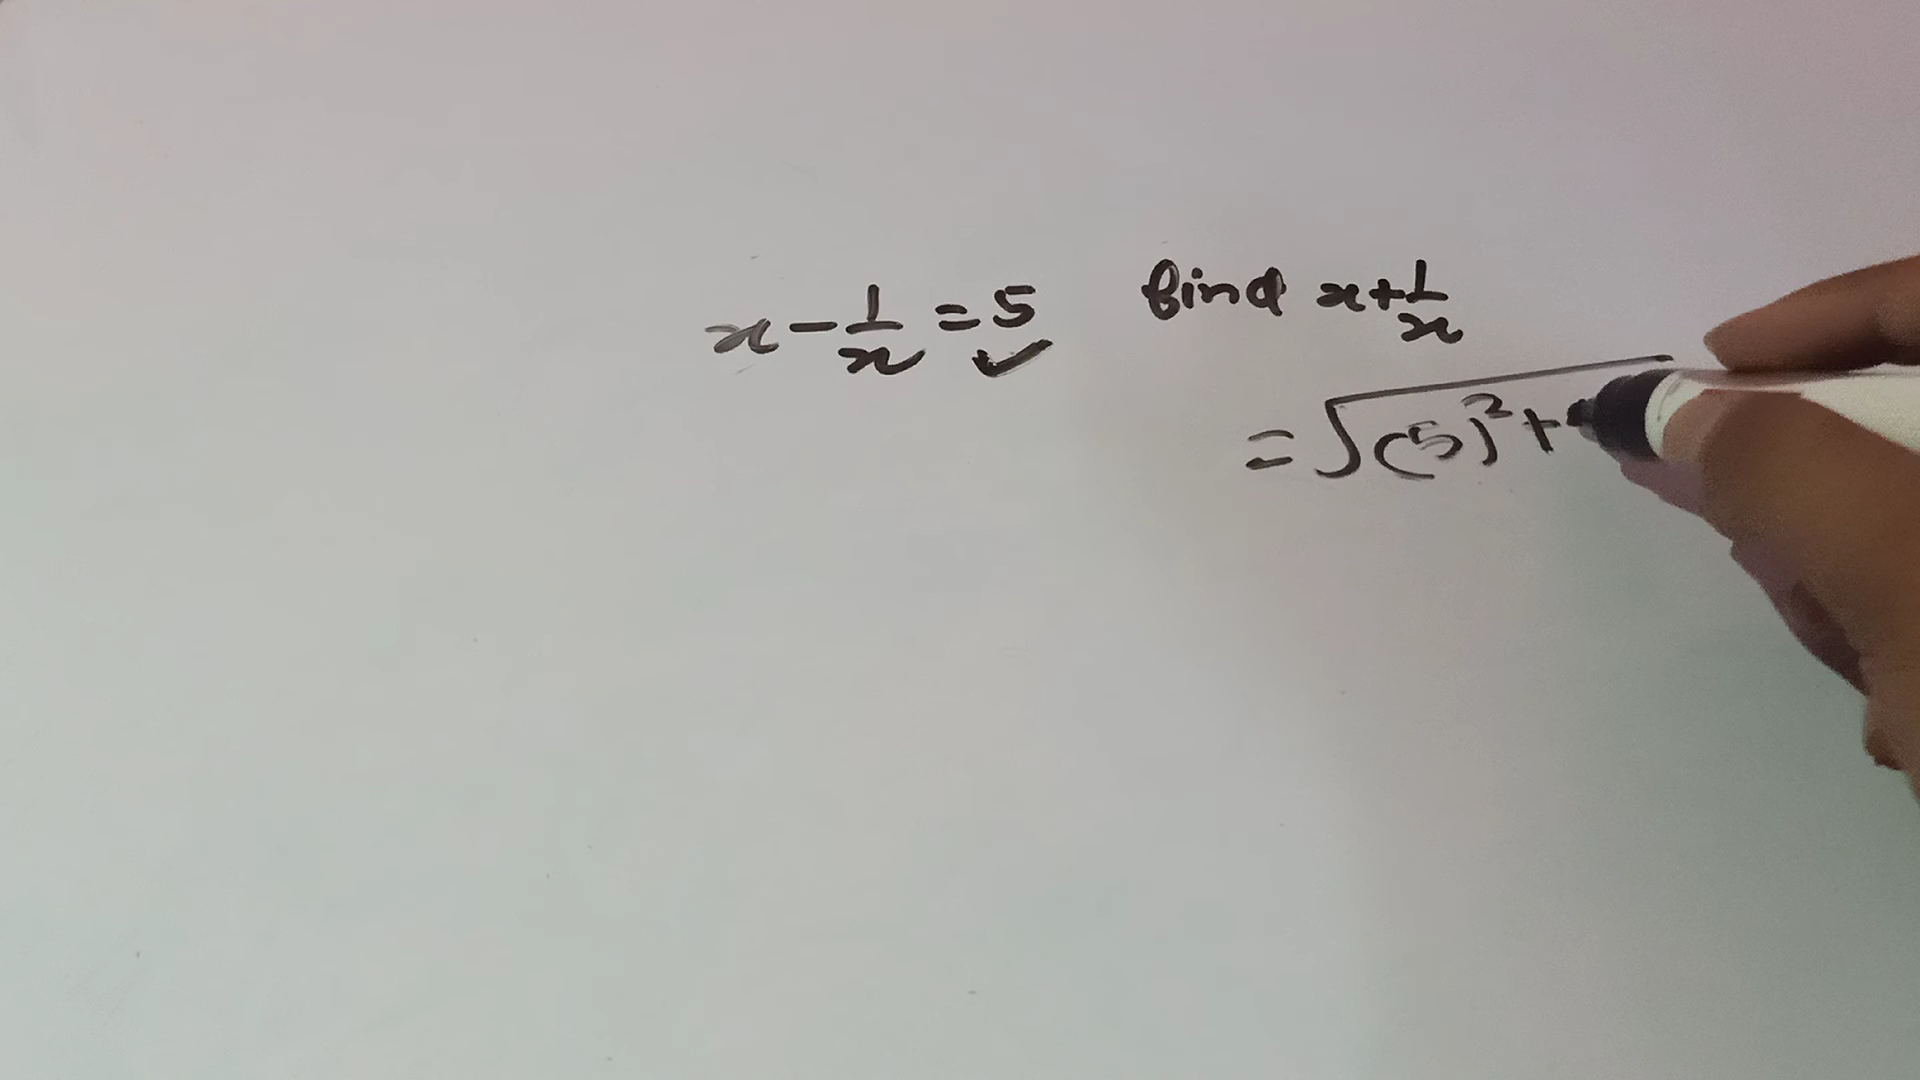 x - 1/x = 5 find x + 1/x
= √(5)² +